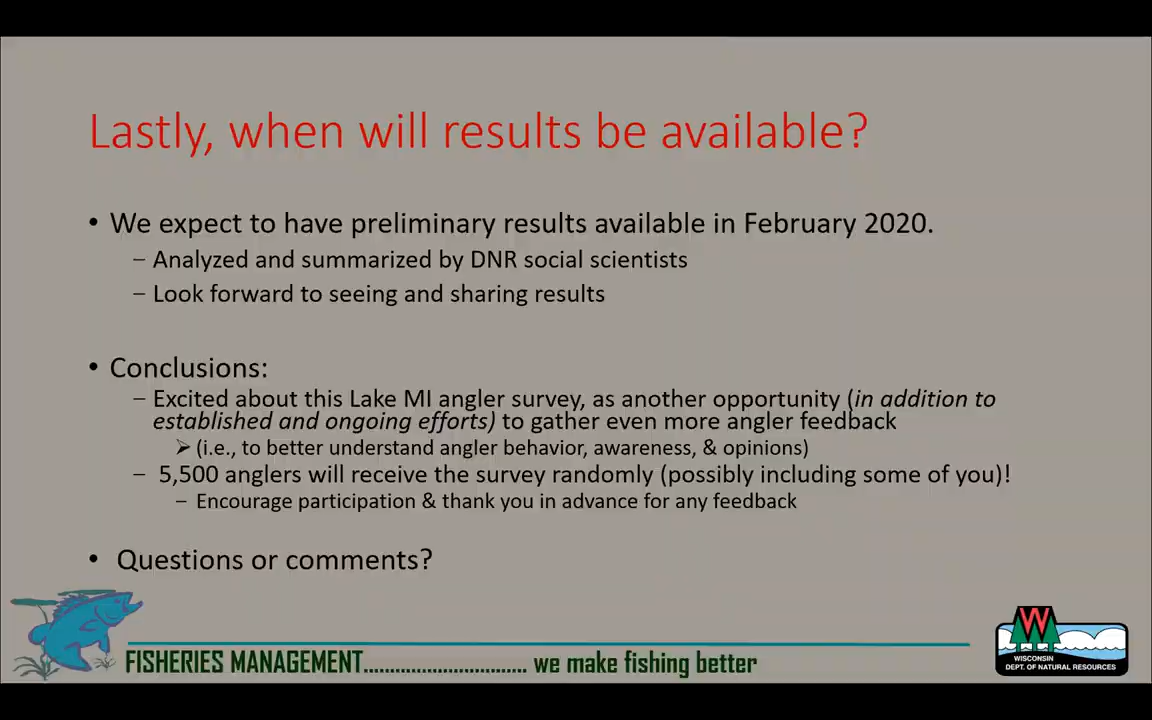 Lastly, when will results be available?
• We expect to have preliminary results available in February 2020.
– Analyzed and summarized by DNR social scientists
– Look forward to seeing and sharing results
• Conclusions:
– Excited about this Lake MI angler survey, as another opportunity (in addition to
established and ongoing efforts) to gather even more angler feedback
➢ (i.e., to better understand angler behavior, awareness, & opinions)
– 5,500 anglers will receive the survey randomly (possibly including some of you)!
– Encourage participation & thank you in advance for any feedback
• Questions or comments?
FISHERIES MANAGEMENT.............................. we make fishing better
W
WISCONSIN
DEPT. OF NATURAL RESOURCES